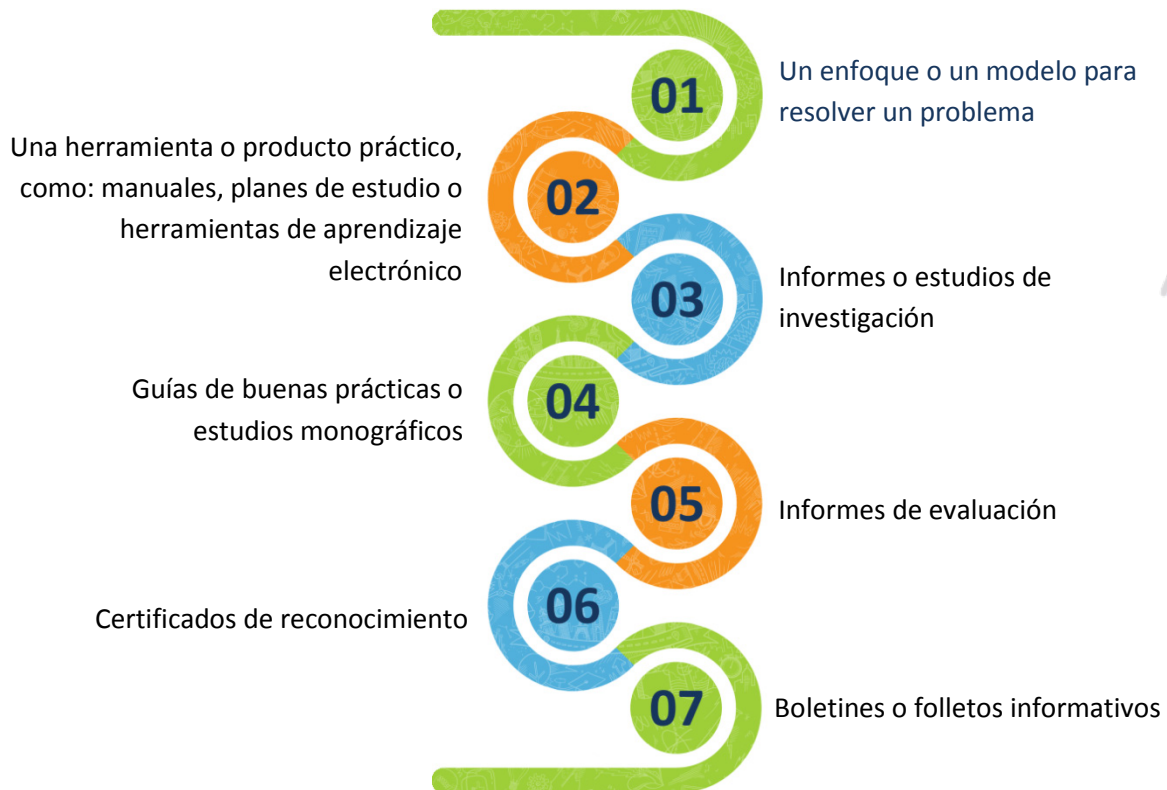 01
Un enfoque o un modelo para
resolver un problema
02
Una herramienta o producto práctico,
como: manuales, planes de estudio o
herramientas de aprendizaje
electrónico
03
Informes o estudios de
investigación
04
Guías de buenas prácticas o
estudios monográficos
05
Informes de evaluación
06
Certificados de reconocimiento
07
Boletines o folletos informativos